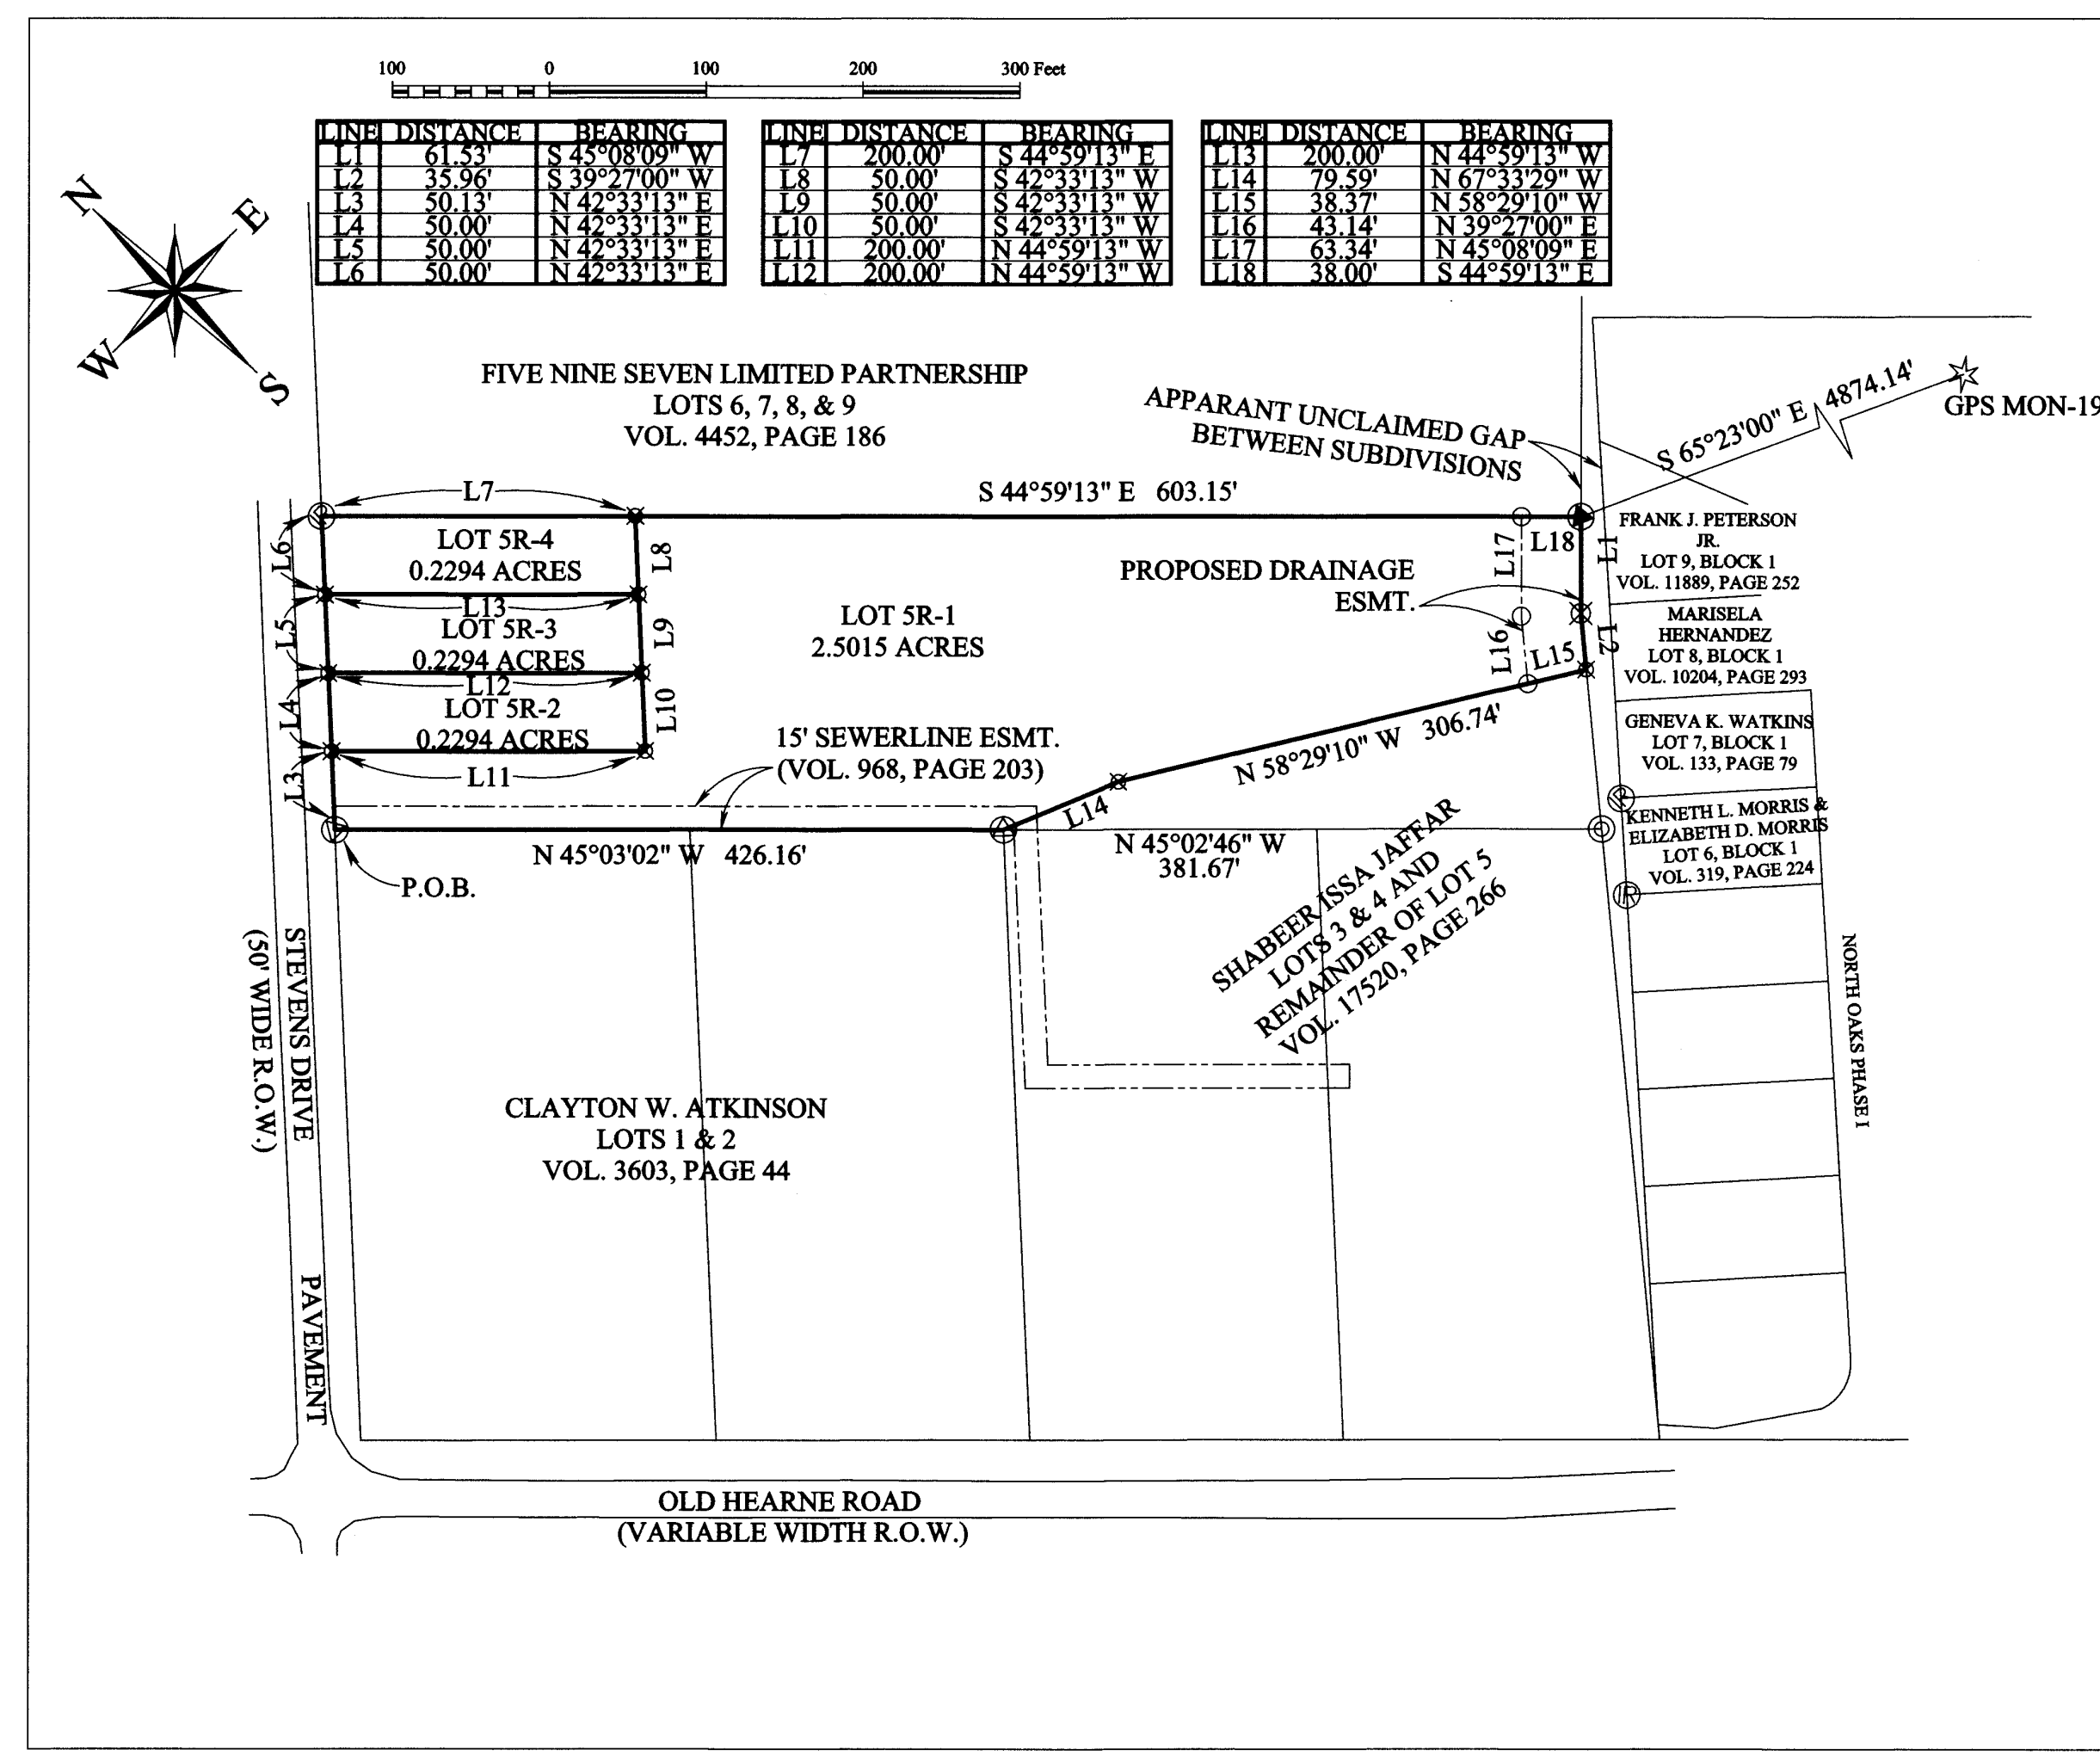 100 0 100 200 300 Feet
LINE DISTANCE BEARING
L1 61.53' S 45°08'09" W
L2 35.96' S 39°27'00" W
L3 50.13' N 42°33'13" E
L4 50.00' N 42°33'13" E
L5 50.00' N 42°33'13" E
L6 50.00' N 42°33'13" E
LINE DISTANCE BEARING
L7 200.00' S 44°59'13" E
L8 50.00' S 42°33'13" W
L9 50.00' S 42°33'13" W
L10 50.00' S 42°33'13" W
L11 200.00' N 44°59'13" W
L12 200.00' N 44°59'13" W
LINE DISTANCE BEARING
L13 200.00' N 44°59'13" W
L14 79.59' N 67°33'29" W
L15 38.37' N 58°29'10" W
L16 43.14' N 39°27'00" E
L17 63.34' N 45°08'09" E
L18 38.00' S 44°59'13" E
N
E
W
S
FIVE NINE SEVEN LIMITED PARTNERSHIP
LOTS 6, 7, 8, & 9
VOL. 4452, PAGE 186
APPARANT UNCLAIMED GAP
BETWEEN SUBDIVISIONS
S 65°23'00" E 4874.14'
GPS MON-19
L7
S 44°59'13" E 603.15'
L6
LOT 5R-4
0.2294 ACRES
L8
L13
L5
LOT 5R-3
0.2294 ACRES
L9
L12
L4
LOT 5R-2
0.2294 ACRES
L10
L11
L3
LOT 5R-1
2.5015 ACRES
PROPOSED DRAINAGE
ESMT.
L17
L18
L1
L16
L15
L2
FRANK J. PETERSON
JR.
LOT 9, BLOCK 1
VOL. 11889, PAGE 252
MARISELA
HERNANDEZ
LOT 8, BLOCK 1
VOL. 10204, PAGE 293
GENEVA K. WATKINS
LOT 7, BLOCK 1
VOL. 133, PAGE 79
KENNETH L. MORRIS &
ELIZABETH D. MORRIS
LOT 6, BLOCK 1
VOL. 319, PAGE 224
IR
15' SEWERLINE ESMT.
(VOL. 968, PAGE 203)
L14
N 58°29'10" W 306.74'
N 45°03'02" W 426.16'
N 45°02'46" W
381.67'
P.O.B.
SHABEER ISSA JAFFAR
LOTS 3 & 4 AND
REMAINDER OF LOT 5
VOL. 17520, PAGE 266
STEVENS DRIVE
(50' WIDE R.O.W.)
PAVEMENT
NORTH OAKS PHASE I
CLAYTON W. ATKINSON
LOTS 1 & 2
VOL. 3603, PAGE 44
OLD HEARNE ROAD
(VARIABLE WIDTH R.O.W.)